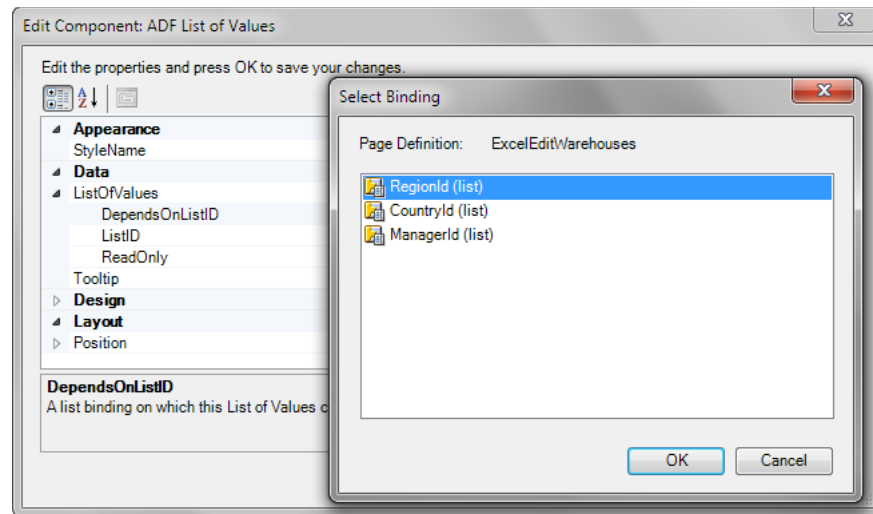 Edit Component: ADF List of Values
Edit the properties and press OK to save your changes.
Appearance
StyleName
Data
ListOfValues
DependsOnListID
ListID
ReadOnly
Tooltip
Design
Layout
Position
DependsOnListID
A list binding on which this List of Values
Select Binding
Page Definition: ExcelEditWarehouses
RegionId (list)
CountryId (list)
ManagerId (list)
OK Cancel